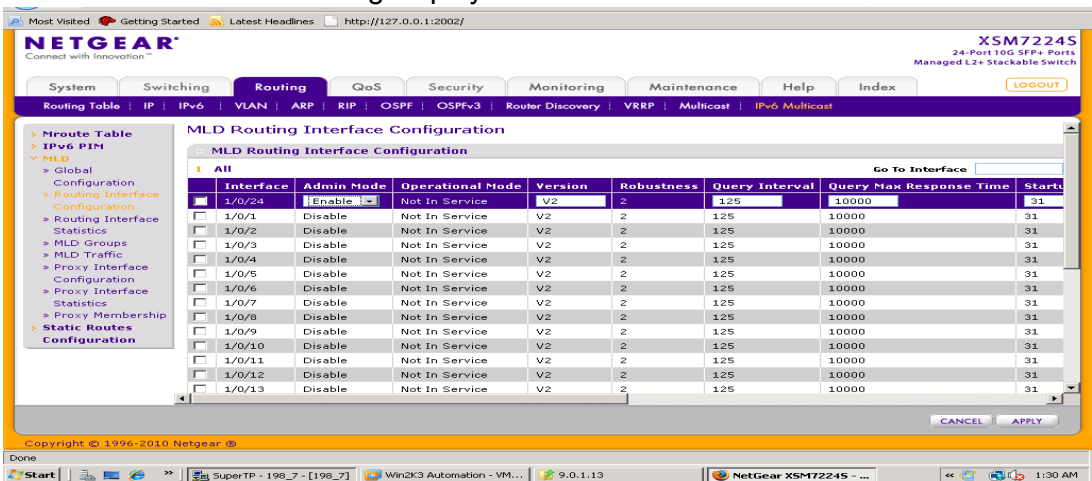 Most Visited Getting Started Latest Headlines http://127.0.0.1:2002/
NETGEAR®
Connect with Innovation™
XSM7224S
24-Port 10G SFP+ Ports
Managed L2+ Stackable Switch
System Switching Routing QoS Security Monitoring Maintenance Help Index LOGOUT
Routing Table | IP | IPv6 | VLAN | ARP | RIP | OSPF | OSPFv3 | Router Discovery | VRRP | Multicast | IPv6 Multicast
Mroute Table
IPv6 PIM
MLD
» Global
Configuration
» Routing Interface
Configuration
» Routing Interface
Statistics
» MLD Groups
» MLD Traffic
» Proxy Interface
Configuration
» Proxy Interface
Statistics
» Proxy Membership
Static Routes
Configuration
MLD Routing Interface Configuration
MLD Routing Interface Configuration
1 All Go To Interface
Interface Admin Mode Operational Mode Version Robustness Query Interval Query Max Response Time
1/0/24 Enable Not In Service V2 2 125 10000 31
1/0/1 Disable Not In Service V2 2 125 10000 31
1/0/2 Disable Not In Service V2 2 125 10000 31
1/0/3 Disable Not In Service V2 2 125 10000 31
1/0/4 Disable Not In Service V2 2 125 10000 31
1/0/5 Disable Not In Service V2 2 125 10000 31
1/0/6 Disable Not In Service V2 2 125 10000 31
1/0/7 Disable Not In Service V2 2 125 10000 31
1/0/8 Disable Not In Service V2 2 125 10000 31
1/0/9 Disable Not In Service V2 2 125 10000 31
1/0/10 Disable Not In Service V2 2 125 10000 31
1/0/11 Disable Not In Service V2 2 125 10000 31
1/0/12 Disable Not In Service V2 2 125 10000 31
1/0/13 Disable Not In Service V2 2 125 10000 31
CANCEL APPLY
Copyright © 1996-2010 Netgear ®
Done
Start » SuperTP - 198_7 - [198_7] Win2K3 Automation - VM... 9.0.1.13 NetGear XSM7224S - ... « 1:30 AM